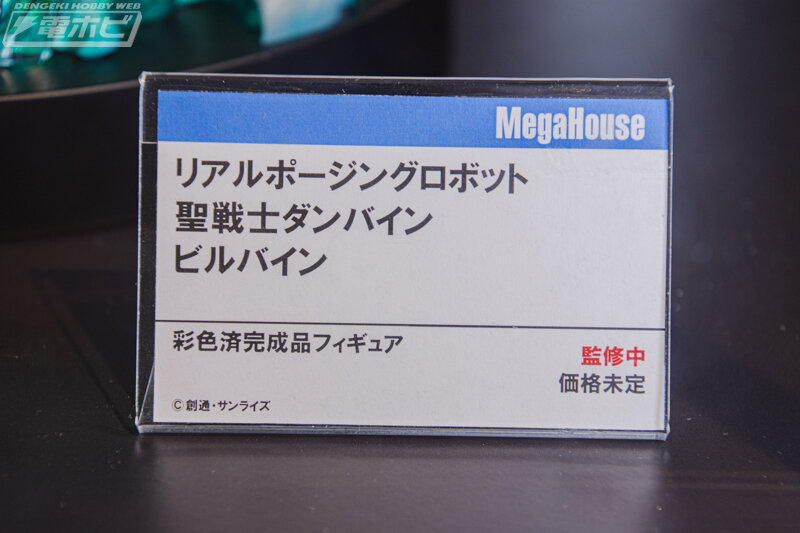 DENGEKI HOBBY WEB
電ホビ
MegaHouse
リアルポージングロボット
聖戦士ダンバイン
ビルバイン
彩色済完成品フィギュア
監修中
価格未定
© 創通・サンライズ